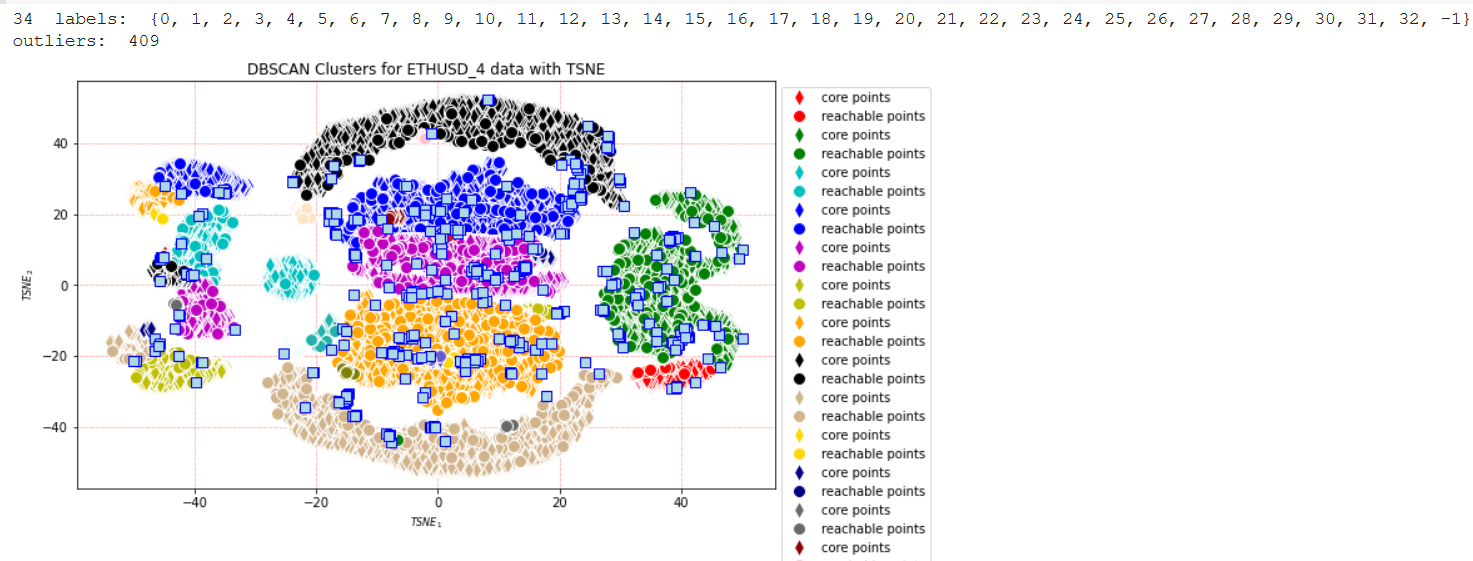 34  labels:  {0, 1, 2, 3, 4, 5, 6, 7, 8, 9, 10, 11, 12, 13, 14, 15, 16, 17, 18, 19, 20, 21, 22, 23, 24, 25, 26, 27, 28, 29, 30, 31, 32, -1}
outliers:  409
DBSCAN Clusters for ETHUSD_4 data with TSNE
40
20
0
−20
−40
TSNE₂
−40
−20
0
20
40
TSNE₁
core points
reachable points
core points
reachable points
core points
reachable points
core points
reachable points
core points
reachable points
core points
reachable points
core points
reachable points
core points
reachable points
core points
reachable points
core points
reachable points
core points
reachable points
core points
reachable points
core points